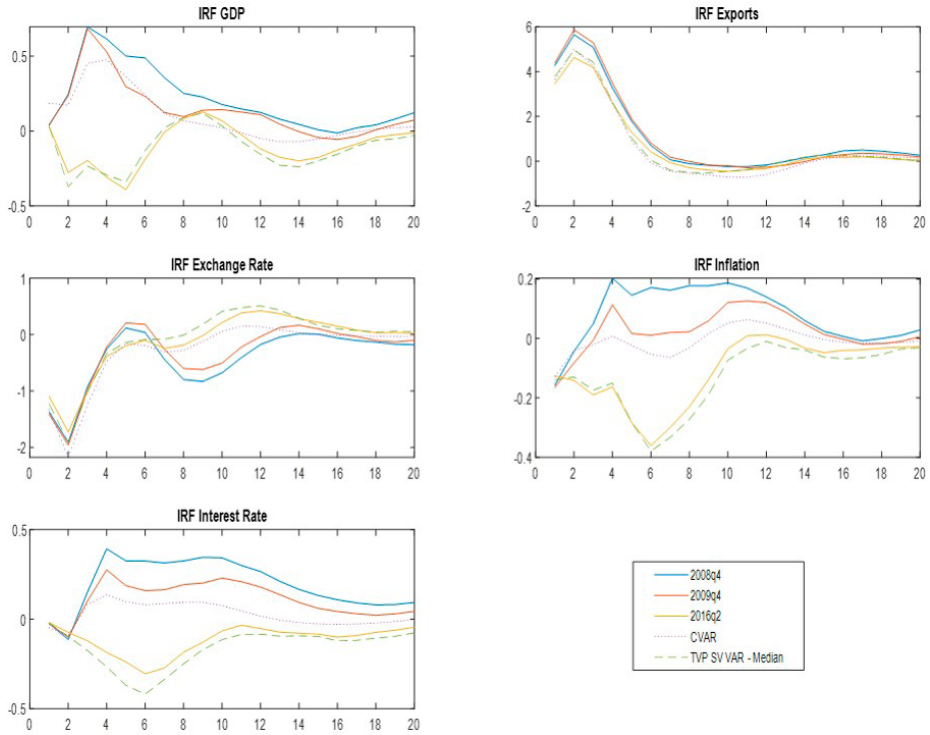 IRF GDP
0.5
0
-0.5
0 2 4 6 8 10 12 14 16 18 20
IRF Exports
6
4
2
0
-2
0 2 4 6 8 10 12 14 16 18 20
IRF Exchange Rate
1
0
-1
-2
0 2 4 6 8 10 12 14 16 18 20
IRF Inflation
0.2
0
-0.2
-0.4
0 2 4 6 8 10 12 14 16 18 20
IRF Interest Rate
0.5
0
-0.5
0 2 4 6 8 10 12 14 16 18 20
2008q4
2009q4
2016q2
CVAR
TVP SV VAR - Median